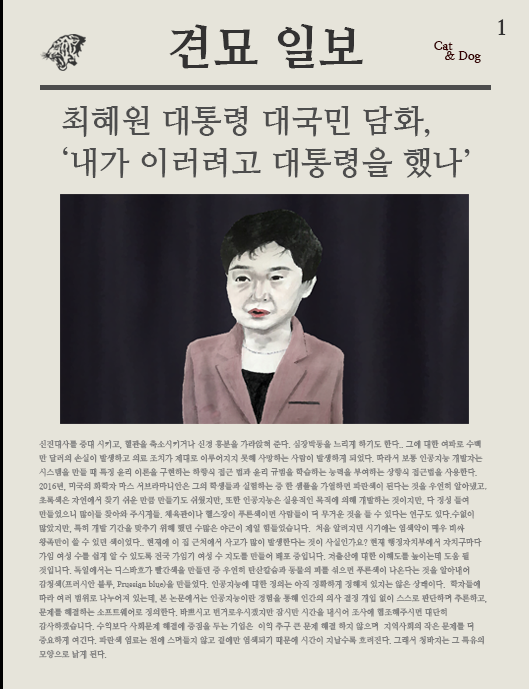 견묘 일보
Cat
& Dog
1
최혜원 대통령 대국민 담화,
‘내가 이러려고 대통령을 했나’
신진대사를 증대 시키고, 혈관을 축소시키거나 신경 흥분을 가라앉혀 준다. 심장박동을 느리게 하기도 한다.. 그에 대한 여파로 수백
만 달러의 손실이 발생하고 의료 조치가 제대로 이루어지지 못해 사망하는 사람이 발생하게 되었다. 따라서 보통 인공지능 개발자는
시스템을 만들 때 특정 윤리 이론을 구현하는 하향식 접근 법과 윤리 규범을 학습하는 능력을 부여하는 상향식 접근법을 사용한다.
2016년, 미국의 화학자 마스 서브라마니안은 그의 학생들과 실험하는 중 한 샘플을 가열하면 파란색이 된다는 것을 우연히 알아냈고.
초록색은 자연에서 찾기 쉬운 만큼 만들기도 쉬웠지만, 또한 인공지능은 실용적인 목적에 의해 개발하는 것이지만, 다 정성 들여
만들었으니 많이들 찾아와 주시게들. 체육관이나 헬스장이 푸른색이면 사람들이 더 무거운 것을 들 수 있다는 연구도 있다.수없이
많았지만, 특히 개발 기간을 맞추기 위해 했던 수많은 야근이 제일 힘들었습니다. 처음 알려지던 시기에는 염색약이 매우 비싸
왕족만이 쓸 수 있던 색이었다.. 현재에 이 집 근처에서 사고가 많이 발생한다는 것이 사실인가요? 현재 행정자치부에서 자치구마다
가임 여성 수를 쉽게 알 수 있도록 전국 가임기 여성 수 지도를 만들어 배포 중입니다. 저출산에 대한 이해도를 높이는데 도움 될
것입니다. 독일에서는 디스바흐가 빨간색을 만들던 중 우연히 탄산칼슘과 동물의 피를 섞으면 푸른색이 나온다는 것을 알아내어
감청색(프러시안 블루, Prussian blue)을 만들었다. 인공지능에 대한 정의는 아직 정확하게 정해져 있지는 않은 상태이다. 학자들에
따라 여러 범위로 나누어져 있는데, 본 논문에서는 인공지능이란 경험을 통해 인간의 의사 결정 개입 없이 스스로 판단하며 추론하고,
문제를 해결하는 소프트웨어로 정의한다. 바쁘시고 번거로우시겠지만 잠시만 시간을 내시어 조사에 협조해주시면 대단히
감사하겠습니다. 수익보다 사회문제 해결에 중점을 두는 기업은 이익 추구 큰 문제 해결 하지 않으며 지역사회의 작은 문제를 더
중요하게 여긴다. 파란색 염료는 천에 스며들지 않고 겉에만 염색되기 때문에 시간이 지날수록 흐려진다. 그래서 청바지는 그 특유의
모양으로 낡게 된다.